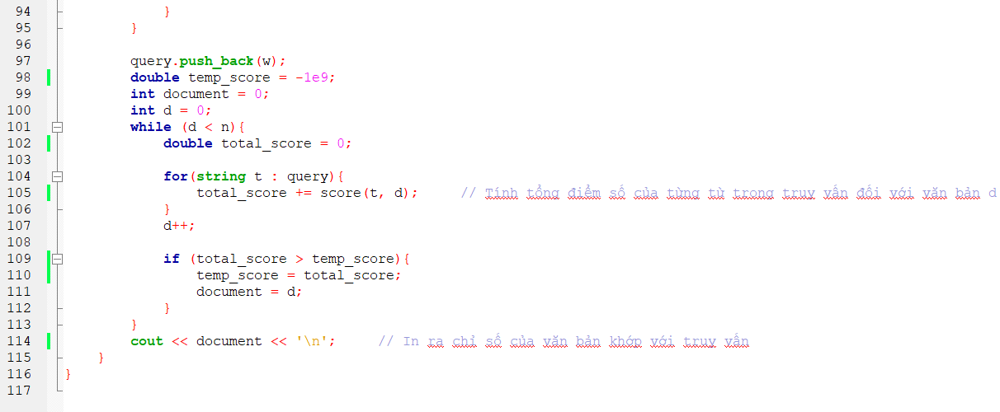 94 }
95 }
96
97 query.push_back(w);
98 double temp_score = -1e9;
99 int document = 0;
100 int d = 0;
101 while (d < n){
102 double total_score = 0;
103
104 for(string t : query){
105 total_score += score(t, d); // Tính tổng điểm số của từng từ trong truy vấn đối với văn bản d
106 }
107 d++;
108
109 if (total_score > temp_score){
110 temp_score = total_score;
111 document = d;
112 }
113 }
114 cout << document << '\n'; // In ra chỉ số của văn bản khớp với truy vấn
115 }
116 }
117